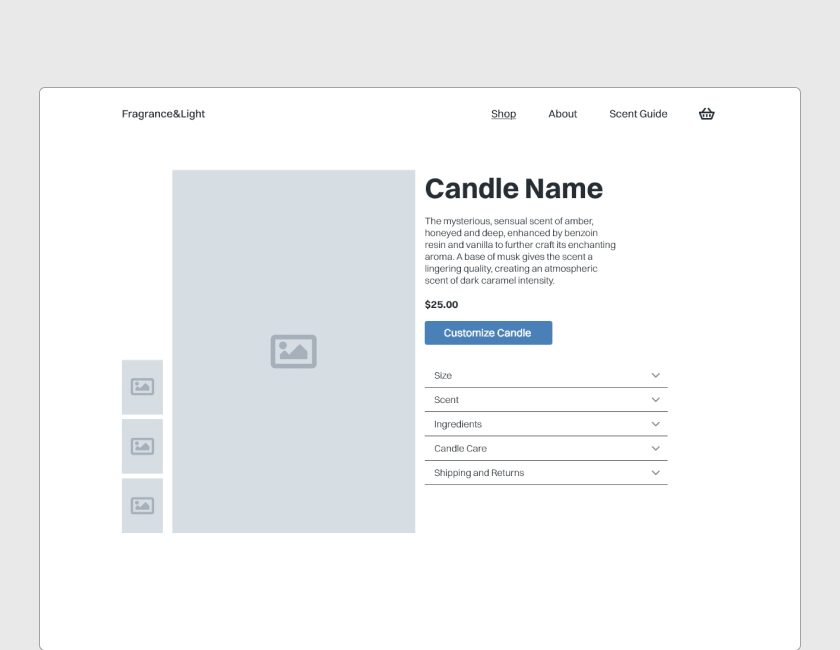 Fragrance&Light
Shop
About
Scent Guide
Candle Name
The mysterious, sensual scent of amber,
honeyed and deep, enhanced by benzoin
resin and vanilla to further craft its enchanting
aroma. A base of musk gives the scent a
lingering quality, creating an atmospheric
scent of dark caramel intensity.
$25.00
Customize Candle
Size
Scent
Ingredients
Candle Care
Shipping and Returns